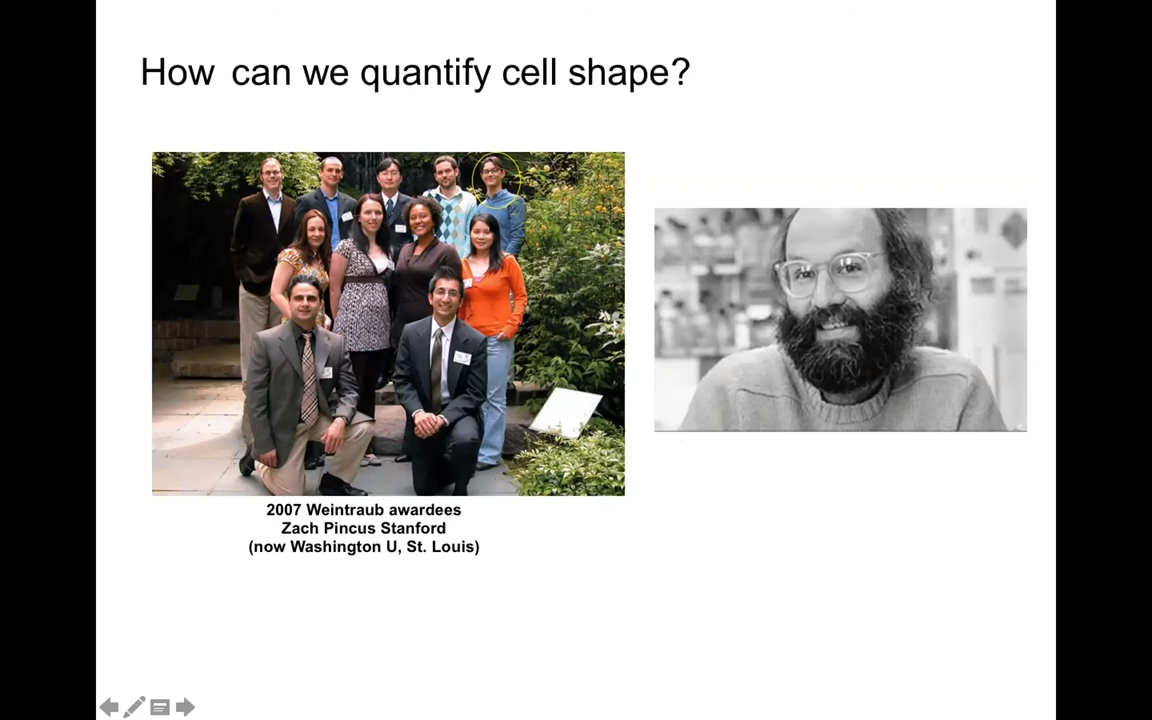 How can we quantify cell shape?
2007 Weintraub awardees
Zach Pincus Stanford
(now Washington U, St. Louis)